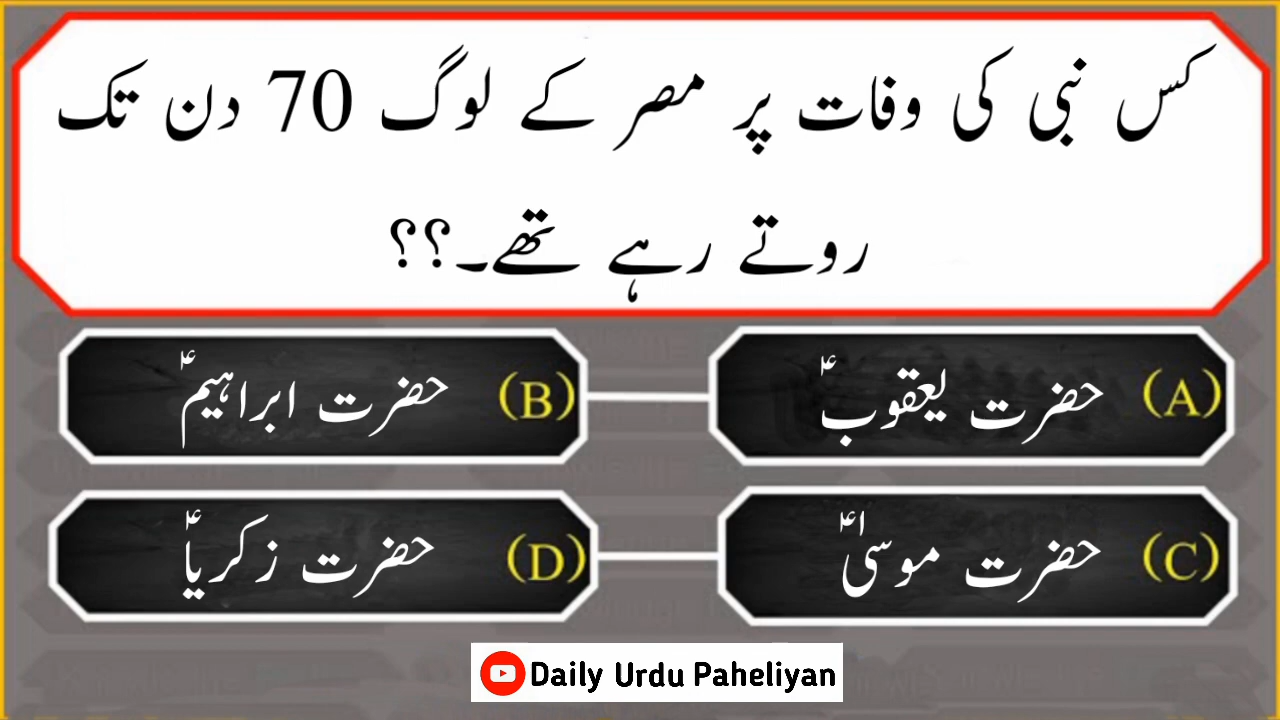 کس نبی کی وفات پر مصر کے لوگ 70 دن تک
روتے رہے تھے۔؟؟
(A) حضرت یعقوبؑ
(B) حضرت ابراہیمؑ
(C) حضرت موسیٰؑ
(D) حضرت زکریاؑ
Daily Urdu Paheliyan